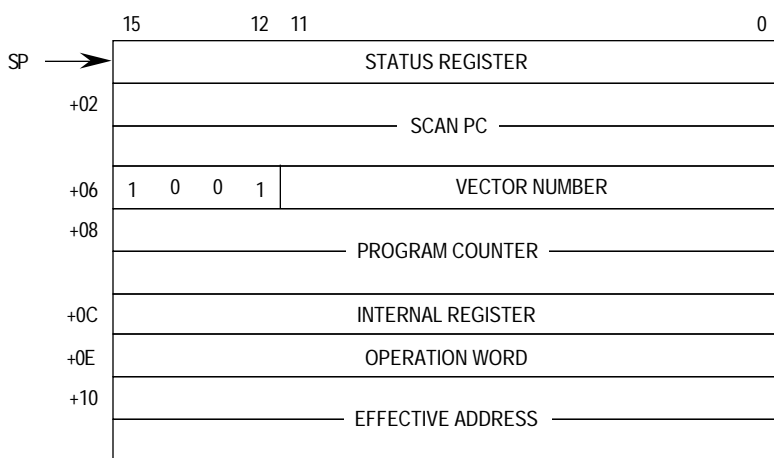 15 12 11 0
SP STATUS REGISTER
+02
SCAN PC
+06 1 0 0 1 VECTOR NUMBER
+08
PROGRAM COUNTER
+0C INTERNAL REGISTER
+0E OPERATION WORD
+10
EFFECTIVE ADDRESS